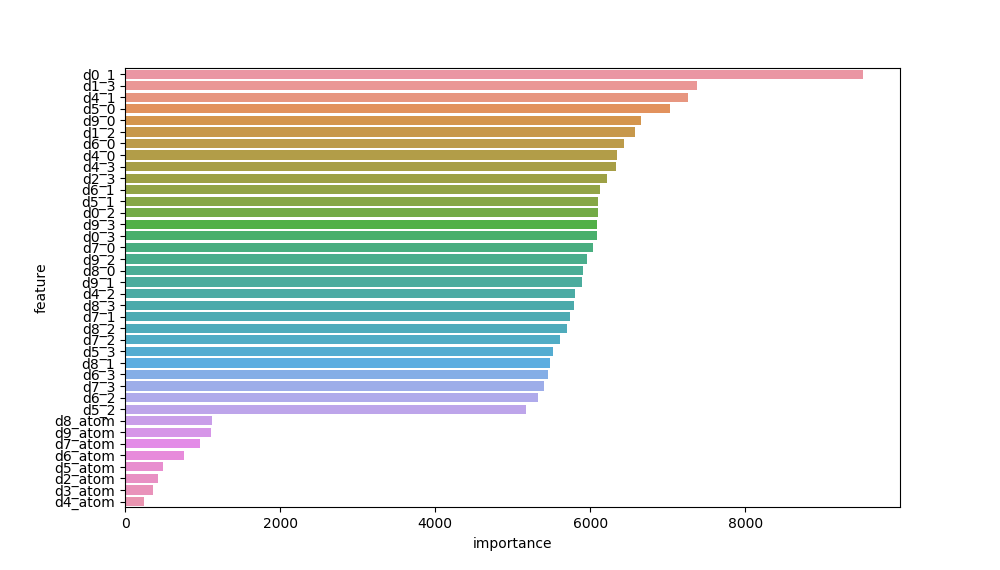 d0_1
d1_3
d4_1
d5_0
d9_0
d1_2
d6_0
d4_0
d4_3
d2_3
d6_1
d5_1
d0_2
d9_3
d0_3
d7_0
d9_2
d8_0
d9_1
d4_2
d8_3
d7_1
d8_2
d7_2
d5_3
d8_1
d6_3
d7_3
d6_2
d5_2
d8_atom
d9_atom
d7_atom
d6_atom
d5_atom
d2_atom
d3_atom
d4_atom
feature
0 2000 4000 6000 8000
importance